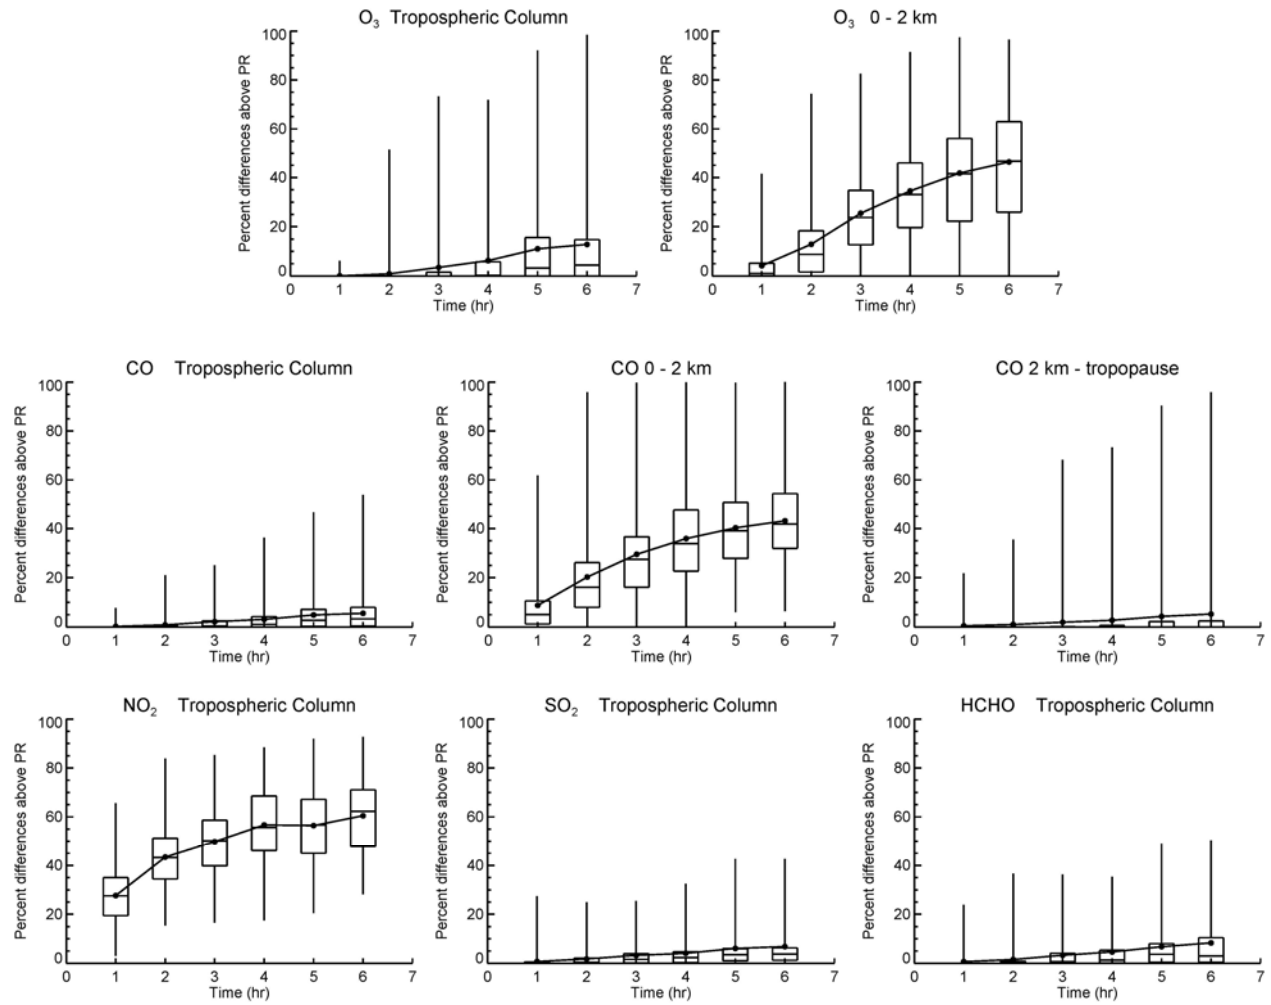 O3 Tropospheric Column
Percent differences above PR
100
80
60
40
20
0
0 1 2 3 4 5 6 7
Time (hr)
O3 0 - 2 km
Percent differences above PR
100
80
60
40
20
0
0 1 2 3 4 5 6 7
Time (hr)
CO Tropospheric Column
Percent differences above PR
100
80
60
40
20
0
0 1 2 3 4 5 6 7
Time (hr)
CO 0 - 2 km
Percent differences above PR
100
80
60
40
20
0
0 1 2 3 4 5 6 7
Time (hr)
CO 2 km - tropopause
Percent differences above PR
100
80
60
40
20
0
0 1 2 3 4 5 6 7
Time (hr)
NO2 Tropospheric Column
Percent differences above PR
100
80
60
40
20
0
0 1 2 3 4 5 6 7
Time (hr)
SO2 Tropospheric Column
Percent differences above PR
100
80
60
40
20
0
0 1 2 3 4 5 6 7
Time (hr)
HCHO Tropospheric Column
Percent differences above PR
100
80
60
40
20
0
0 1 2 3 4 5 6 7
Time (hr)